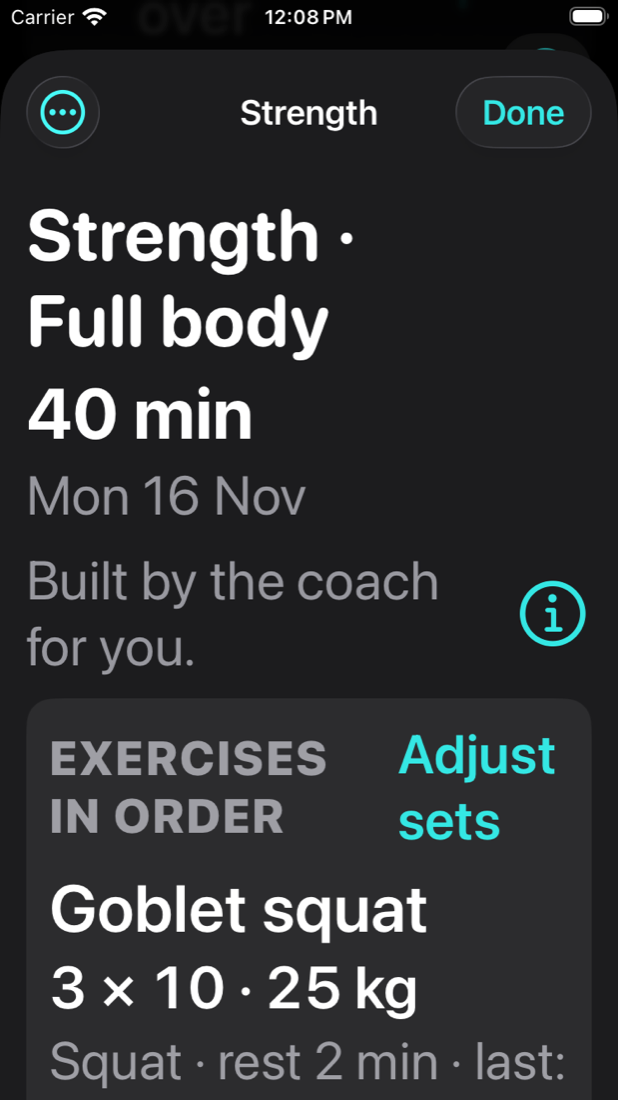 Carrier 12:08 PM
over
Strength Done
Strength ·
Full body
40 min
Mon 16 Nov
Built by the coach
for you.
EXERCISES Adjust
IN ORDER sets
Goblet squat
3 × 10 · 25 kg
Squat · rest 2 min · last: